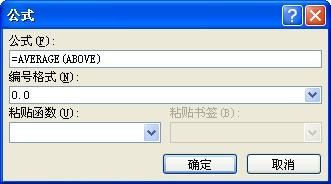 公式
公式(F):
=AVERAGE(ABOVE)
编号格式(N):
0.0
粘贴函数(U): 粘贴书签(B):
确定 取消